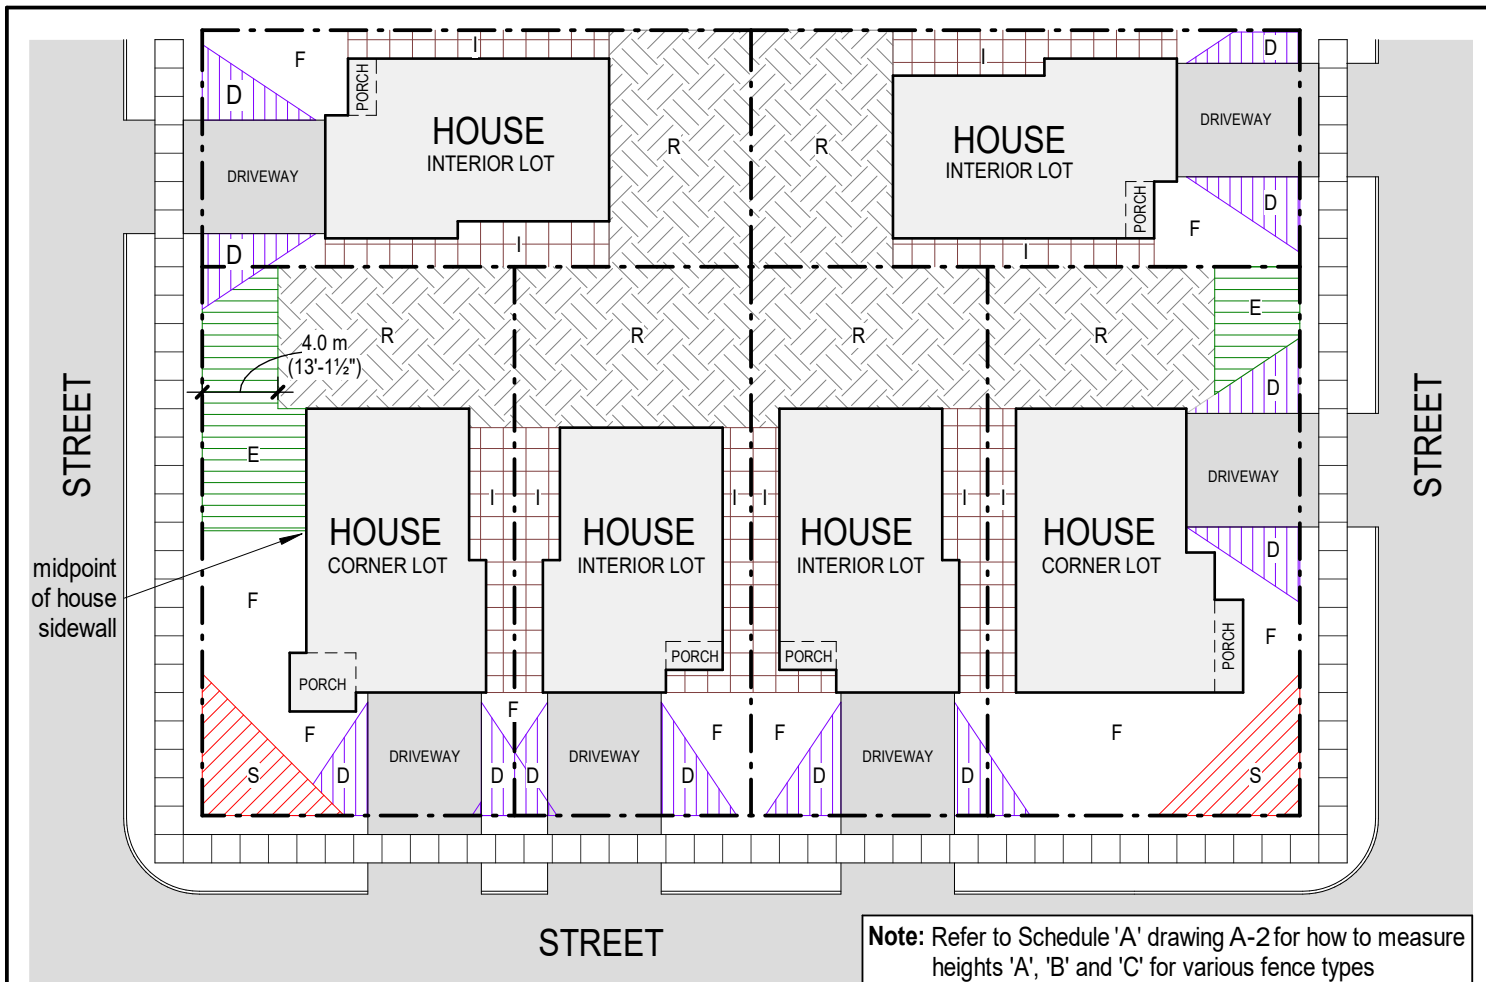 F
I
I
D
D
PORCH
HOUSE
INTERIOR LOT
R
R
HOUSE
INTERIOR LOT
DRIVEWAY
DRIVEWAY
PORCH
D
F
D
I
I
R
R
R
R
E
D
4.0 m
(13'-1½")
STREET
STREET
E
DRIVEWAY
I
I
I
I
I
I
HOUSE
CORNER LOT
HOUSE
INTERIOR LOT
HOUSE
INTERIOR LOT
HOUSE
CORNER LOT
D
midpoint
of house
sidewall
F
F
PORCH
PORCH
PORCH
PORCH
F
F
F
F
F
S
D
DRIVEWAY
D
D
DRIVEWAY
D
D
DRIVEWAY
D
S
STREET
Note: Refer to Schedule 'A' drawing A-2 for how to measure
heights 'A', 'B' and 'C' for various fence types